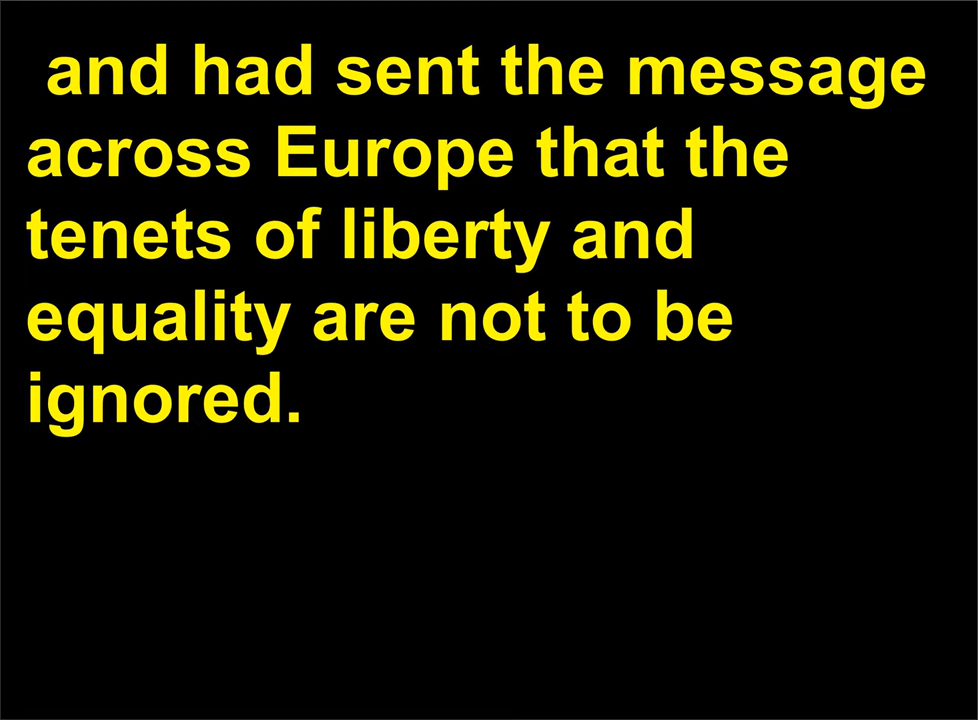 and had sent the message
across Europe that the
tenets of liberty and
equality are not to be
ignored.